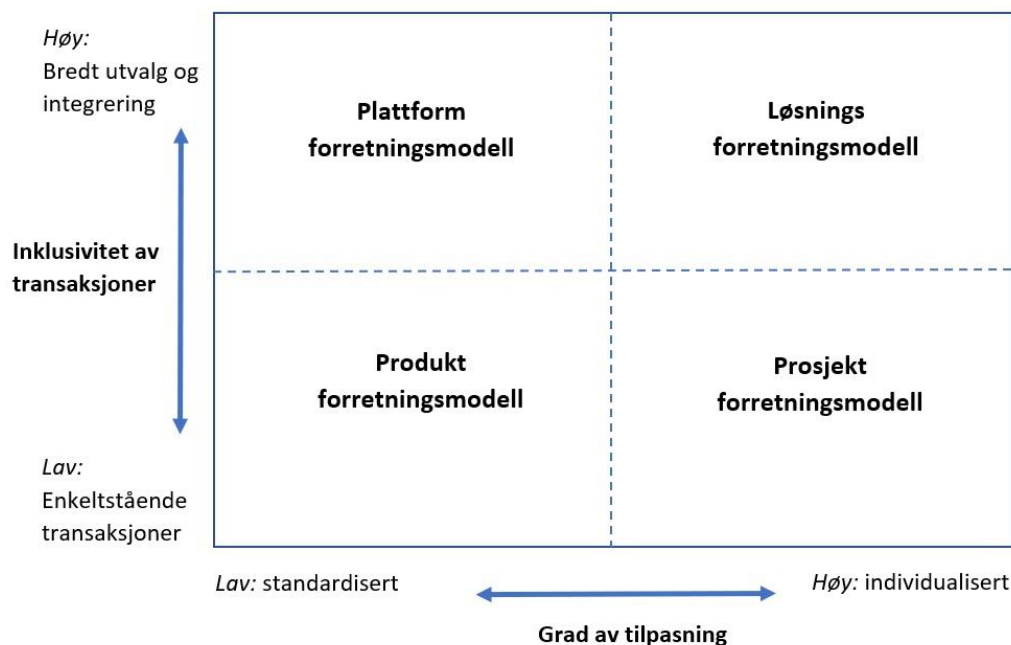 Høy:
Bredt utvalg og
integrering
Plattform
forretningsmodell
Løsnings
forretningsmodell
Inklusivitet av
transaksjoner
Produkt
forretningsmodell
Prosjekt
forretningsmodell
Lav:
Enkeltstående
transaksjoner
Lav: standardisert
Høy: individualisert
Grad av tilpasning